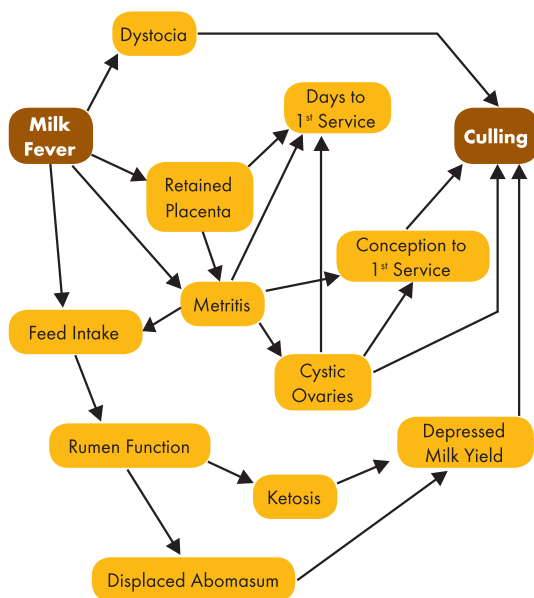 Dystocia
Milk
Fever
Days to
1st Service
Culling
Retained
Placenta
Conception to
1st Service
Metritis
Feed Intake
Cystic
Ovaries
Rumen Function
Depressed
Milk Yield
Ketosis
Displaced Abomasum